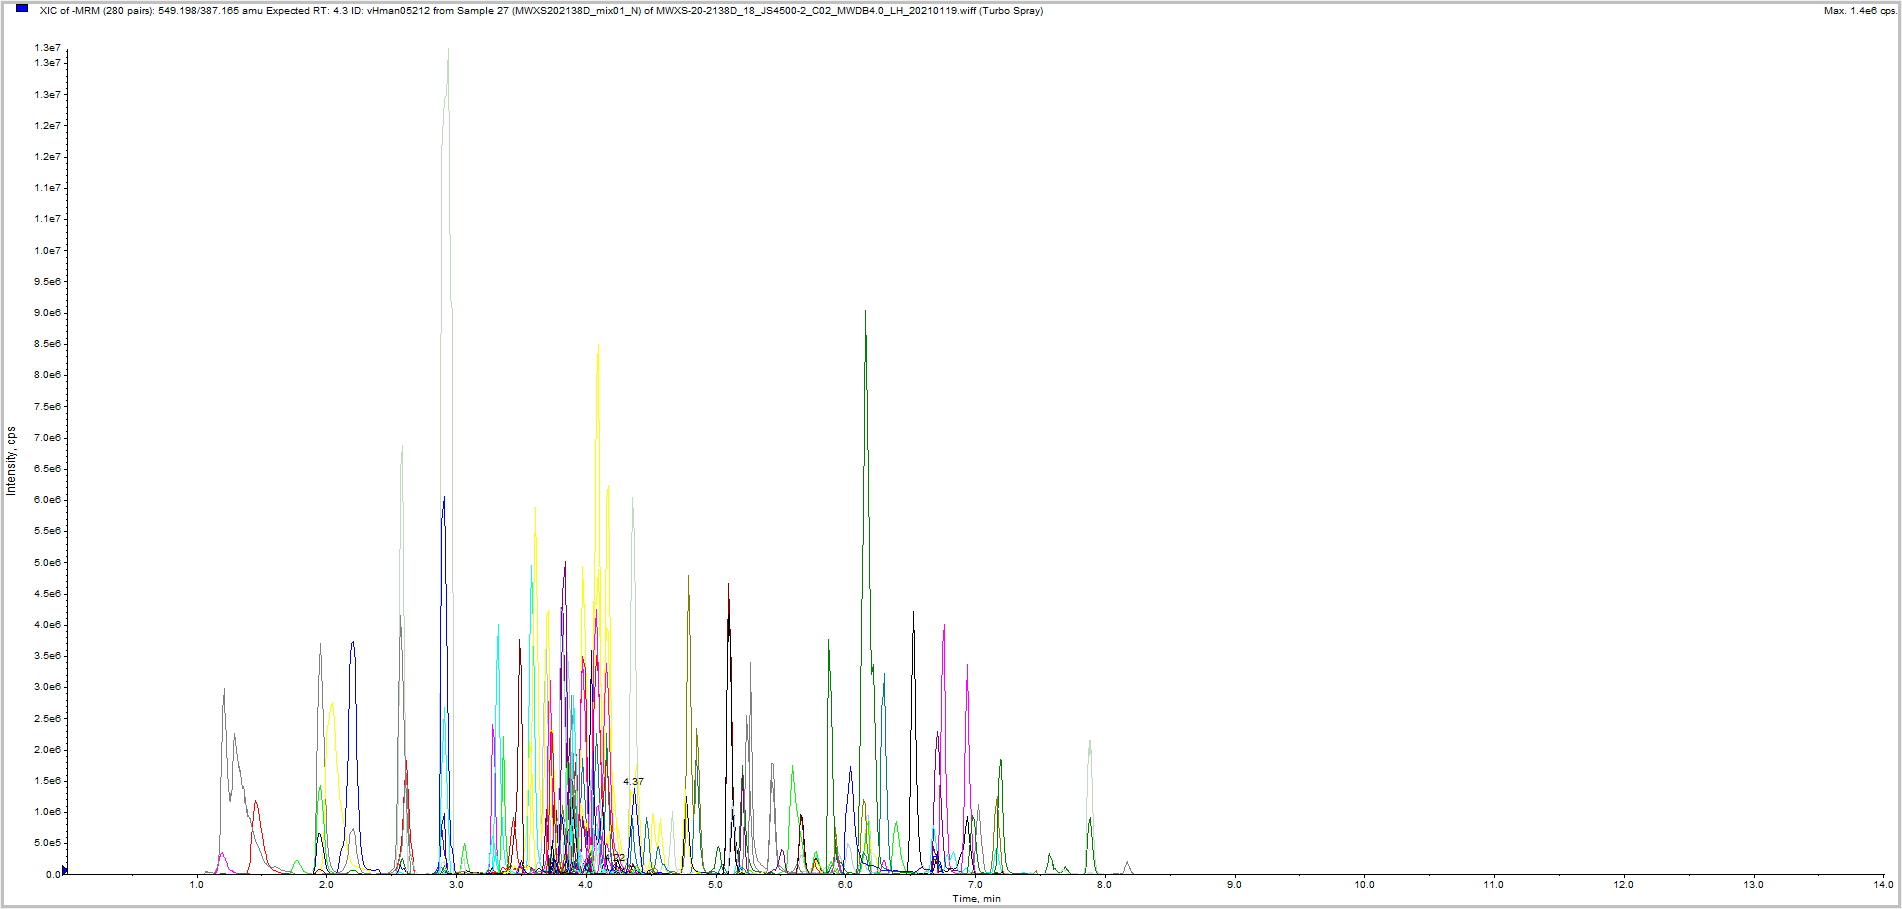 XIC of -MRM (280 pairs): 549.198/387.165 amu Expected RT: 4.3 ID: vHman05212 from Sample 27 (MWXS202138D_mix01_N) of MWXS-20-2138D_18_JS4500-2_C02_MWDB4.0_LH_20210119.wiff (Turbo Spray)
Max. 1.4e6 cps.
1.3e7
1.3e7
1.3e7
1.2e7
1.2e7
1.1e7
1.1e7
1.0e7
9.5e6
9.0e6
8.5e6
8.0e6
7.5e6
7.0e6
6.5e6
6.0e6
5.5e6
5.0e6
4.5e6
4.0e6
3.5e6
3.0e6
2.5e6
2.0e6
1.5e6
1.0e6
5.0e5
0.0
Intensity, cps
4.37
1.0 2.0 3.0 4.0 5.0 6.0 7.0 8.0 9.0 10.0 11.0 12.0 13.0 14.0
Time, min